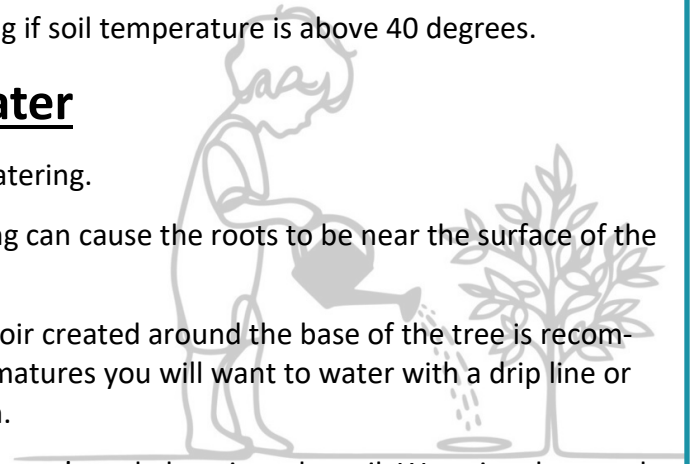 g if soil temperature is above 40 degrees.
ater
atering.
ng can cause the roots to be near the surface of the
oir created around the base of the tree is recom-
matures you will want to water with a drip line or